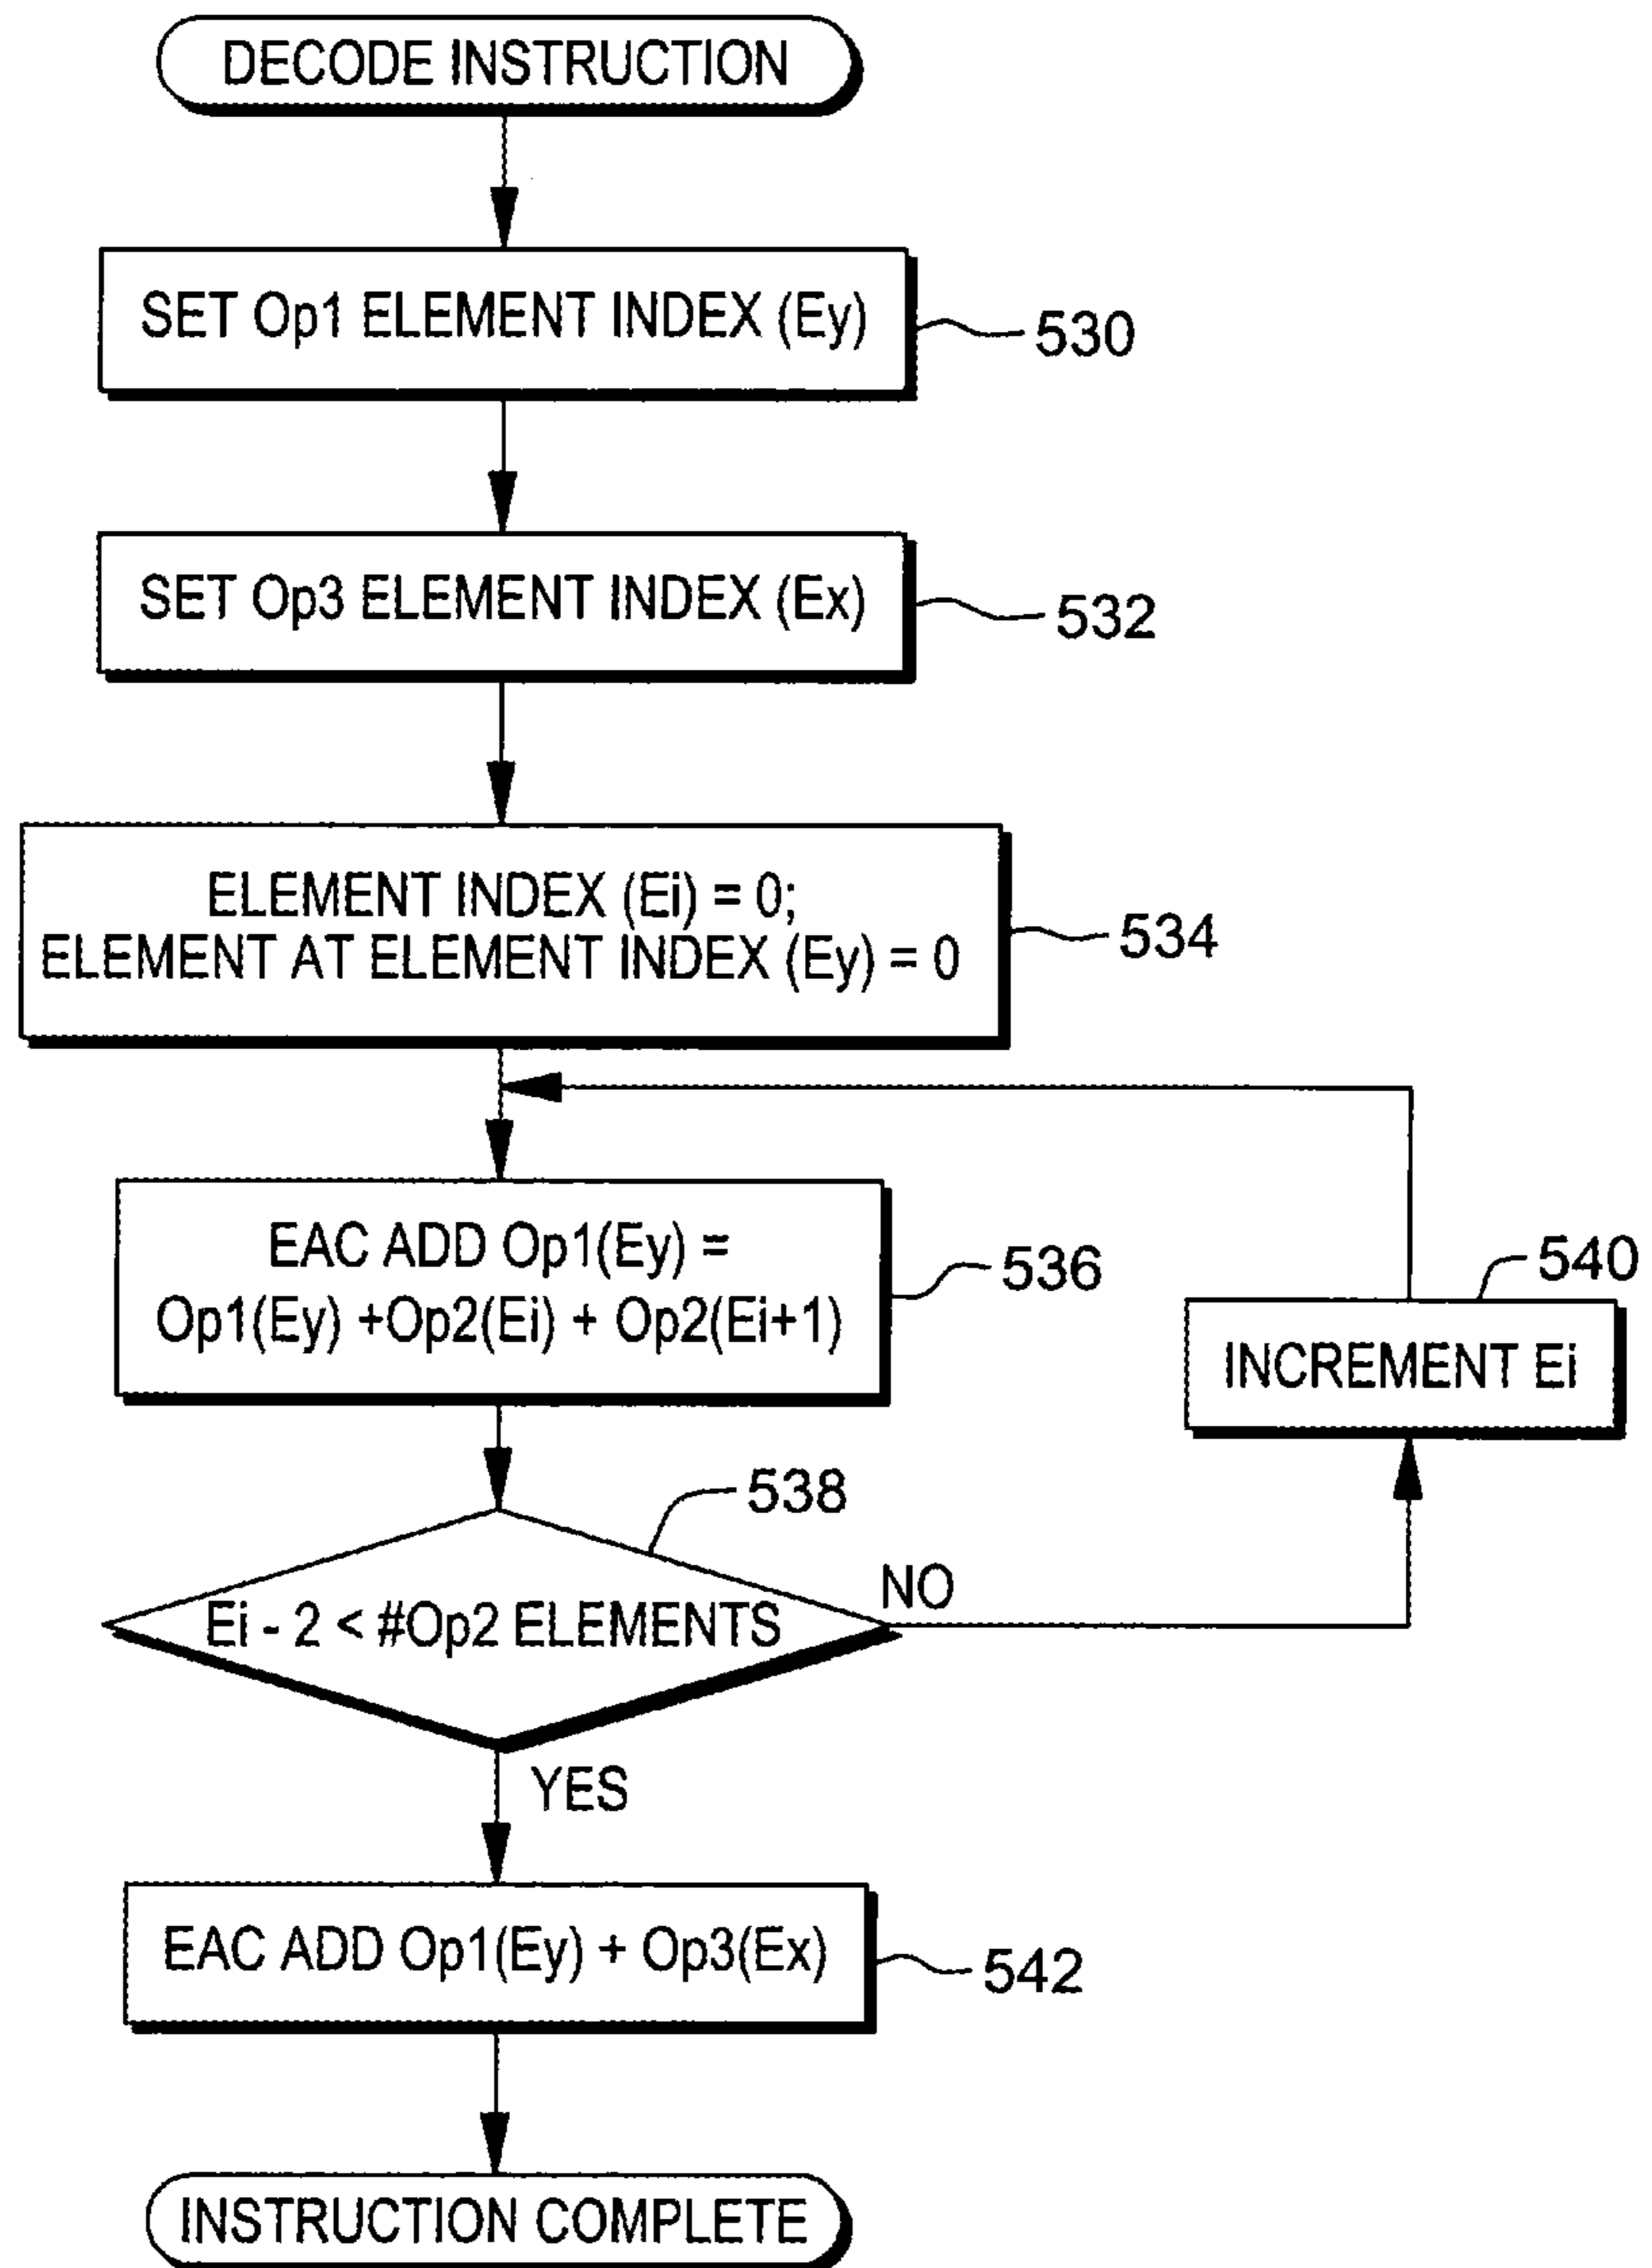 DECODE INSTRUCTION
SET Op1 ELEMENT INDEX (Ey)
530
SET Op3 ELEMENT INDEX (Ex)
532
ELEMENT INDEX (Ei) = 0;
ELEMENT AT ELEMENT INDEX (Ey) = 0
534
EAC ADD Op1(Ey) =
Op1(Ey) +Op2(Ei) + Op2(Ei+1)
536
540
INCREMENT Ei
538
Ei - 2 < #Op2 ELEMENTS
NO
YES
EAC ADD Op1(Ey) + Op3(Ex)
542
INSTRUCTION COMPLETE